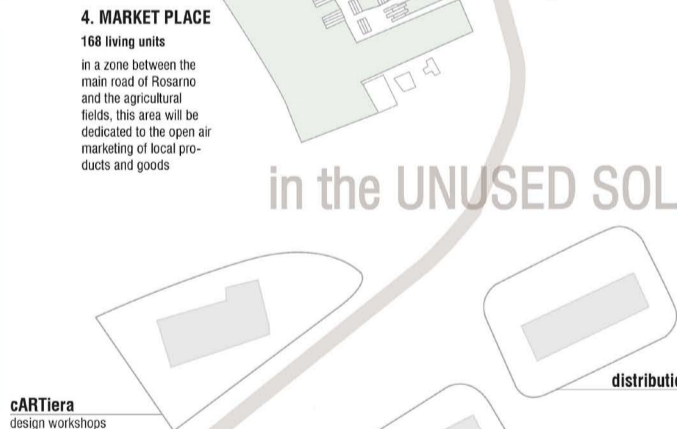 4. MARKET PLACE
168 living units
in a zone between the
main road of Rosarno
and the agricultural
fields, this area will be
dedicated to the open air
marketing of local pro-
ducts and goods
in the UNUSED SOL
distributi
cARTiera
design workshops